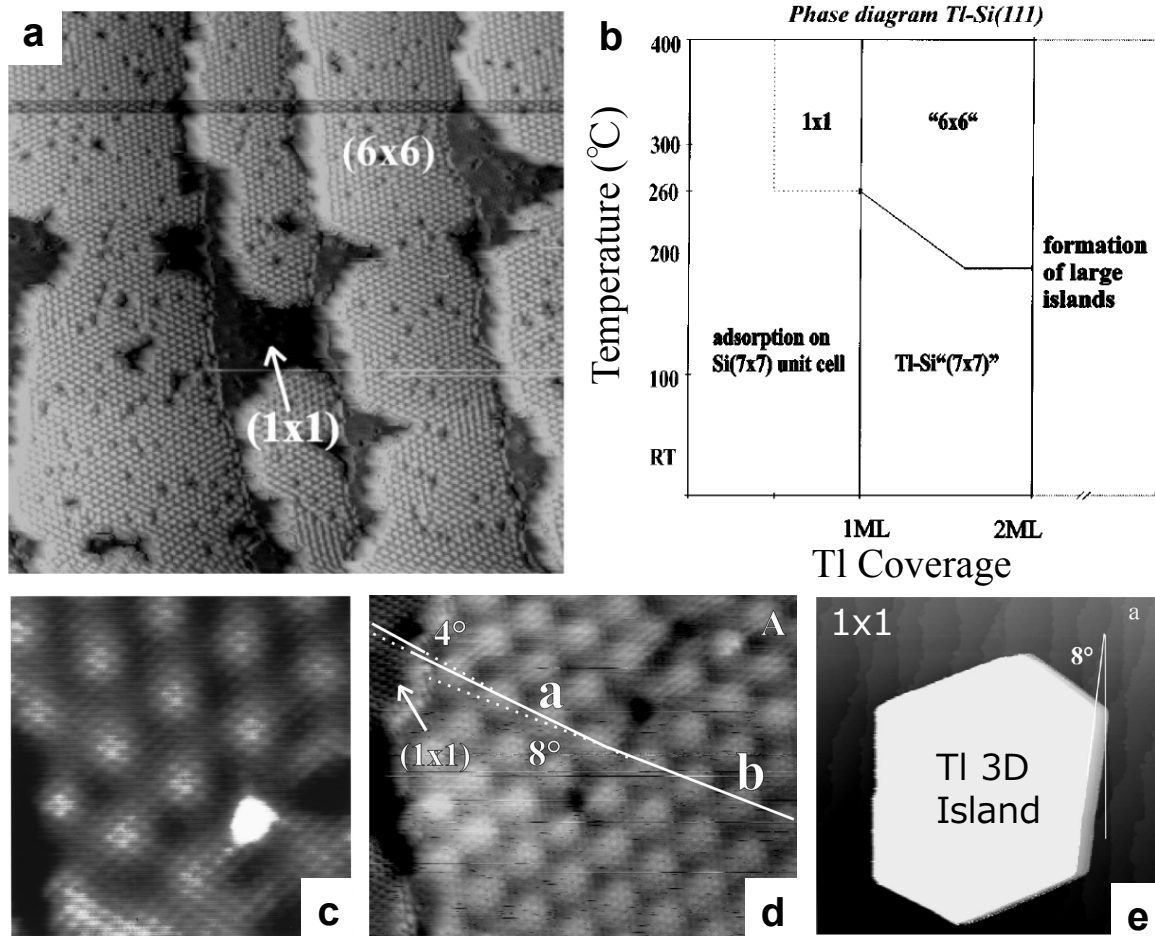 a
(6x6)
(1x1)
b
Phase diagram Tl-Si(111)
Temperature (℃)
400
300
260
200
100
RT
1x1
“6x6“
formation
of large
islands
adsorption on
Si(7x7) unit cell
Tl-Si“(7x7)”
1ML
2ML
Tl Coverage
c
A
4°
a
(1x1)
8°
b
d
1x1
a
8°
Tl 3D
Island
e